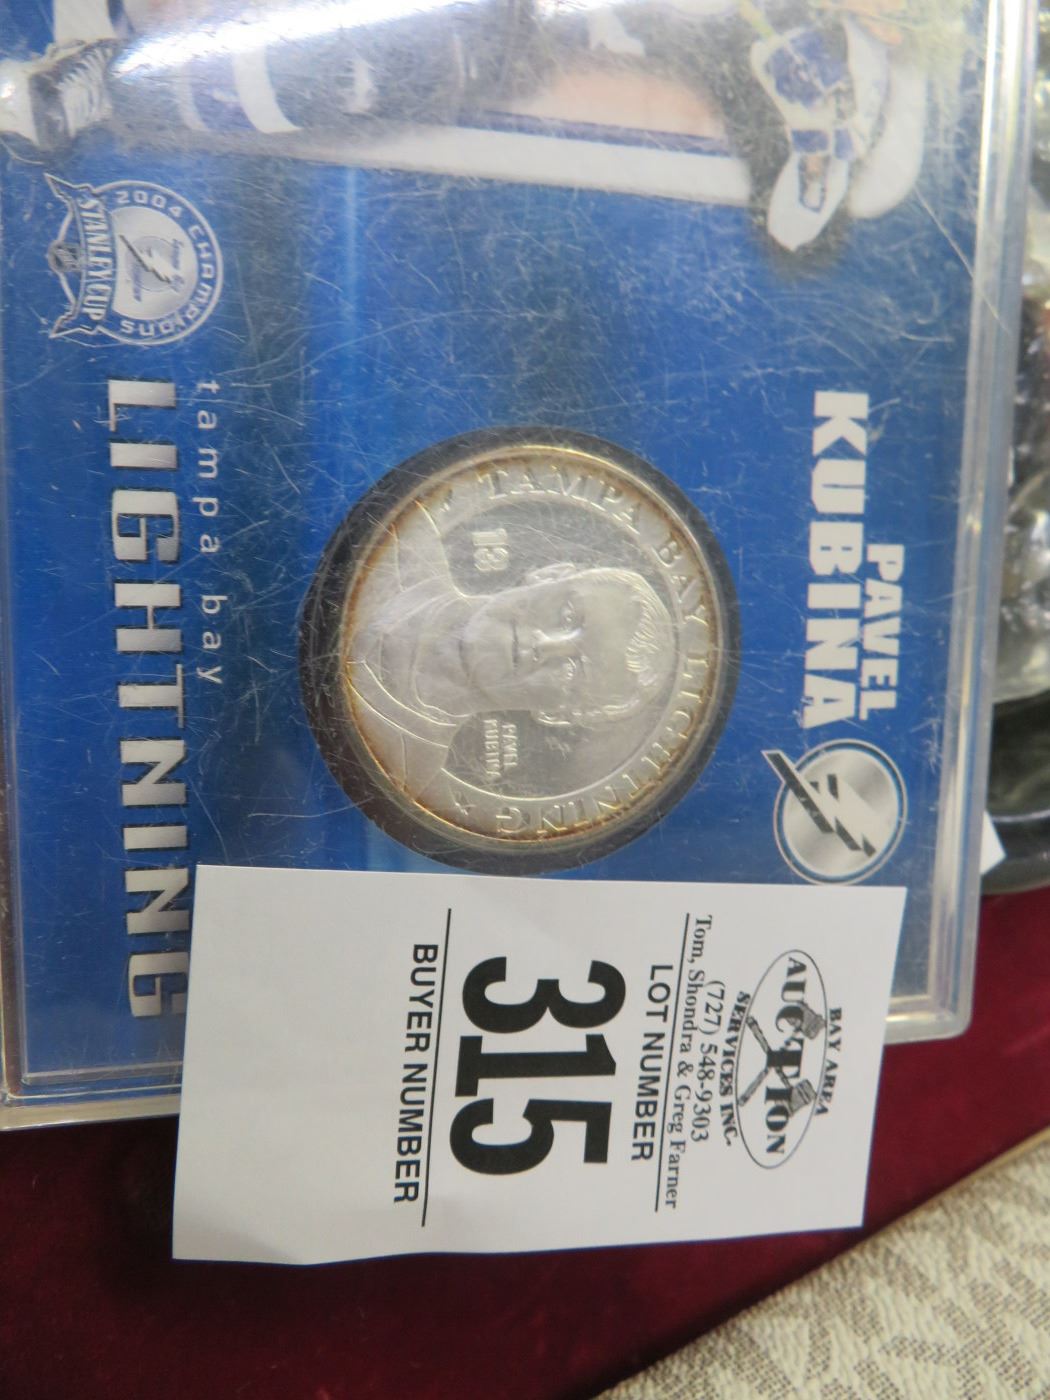 PAVEL
KUBINA
TAMPA BAY LIGHTNING
13
PAVEL
KUBINA
2004 CHAMPIONS
STANLEY CUP
tampa bay
LIGHTNING
BAY AREA
AUCTION
SERVICES INC.
(727) 548-9303
Tom, Shondra & Greg Farner
LOT NUMBER
315
BUYER NUMBER